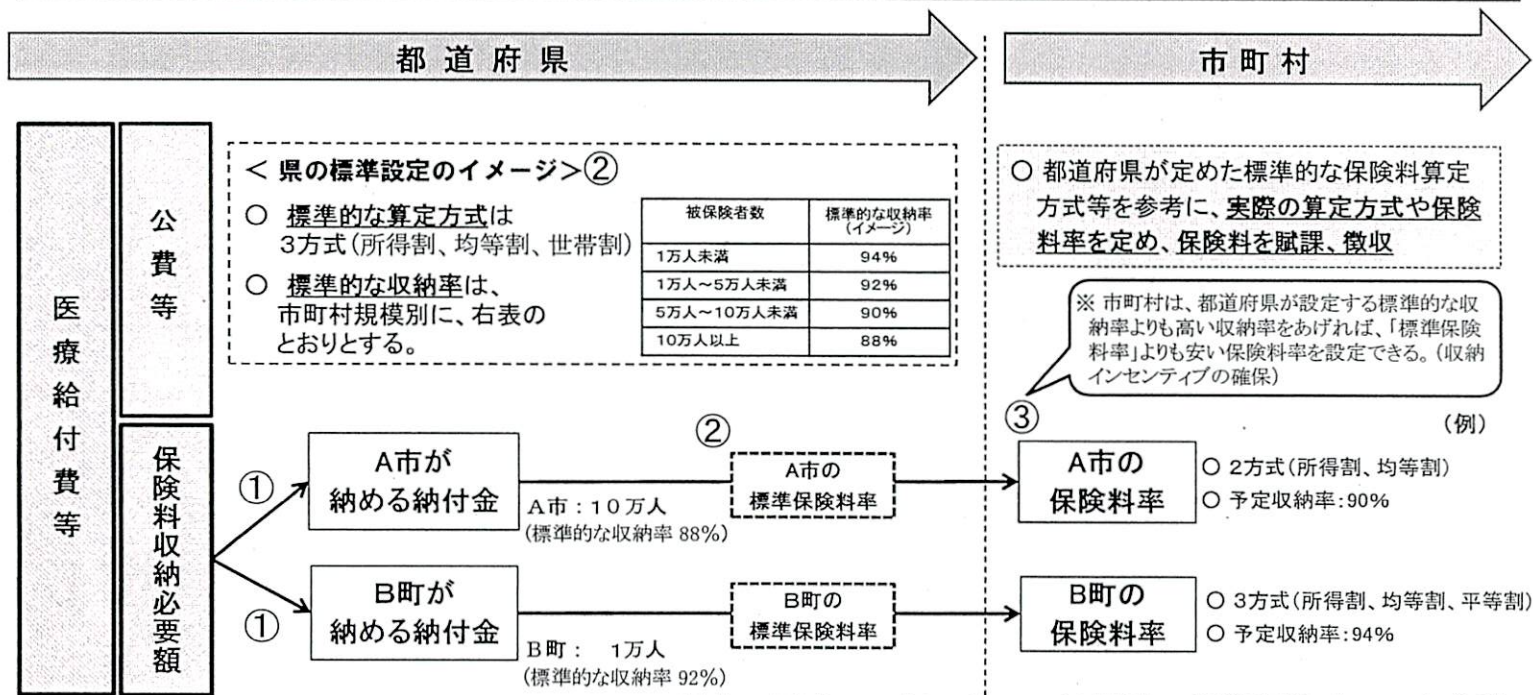 都道府県
市町村
医療給付費等
公費等
保険料収納必要額
< 県の標準設定のイメージ>②
○ 標準的な算定方式は
3方式(所得割、均等割、世帯割)
○ 標準的な収納率は、
市町村規模別に、右表の
とおりとする。
被保険者数 標準的な収納率
(イメージ)
1万人未満 94%
1万人～5万人未満 92%
5万人～10万人未満 90%
10万人以上 88%
○ 都道府県が定めた標準的な保険料算定
方式等を参考に、実際の算定方式や保険
料率を定め、保険料を賦課、徴収
※ 市町村は、都道府県が設定する標準的な収
納率よりも高い収納率をあげれば、「標準保険
料率」よりも安い保険料率を設定できる。(収納
インセンティブの確保)
(例)
①
A市が
納める納付金
A市：10万人
(標準的な収納率 88%)
②
A市の
標準保険料率
③
A市の
保険料率
○ 2方式(所得割、均等割)
○ 予定収納率:90%
①
B町が
納める納付金
B町： 1万人
(標準的な収納率 92%)
B町の
標準保険料率
B町の
保険料率
○ 3方式(所得割、均等割、平等割)
○ 予定収納率:94%